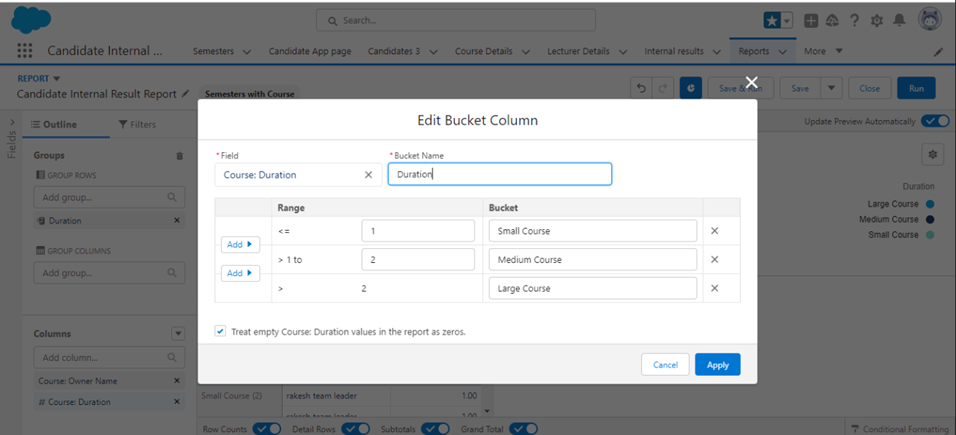 Search...
Candidate Internal ...
Semesters
Candidate App page
Candidates 3
Course Details
Lecturer Details
Internal results
Reports
More
REPORT
Candidate Internal Result Report
Semesters with Course
Save & Run
Save
Close
Run
Fields
Outline
Filters
Update Preview Automatically
Groups
GROUP ROWS
Add group...
Duration
GROUP COLUMNS
Add group...
Columns
Add column...
Course: Owner Name
# Course: Duration
Edit Bucket Column
* Field
* Bucket Name
Course: Duration
Duration
Range
Bucket
<=
1
Small Course
Add
> 1 to
2
Medium Course
Add
>
2
Large Course
Treat empty Course: Duration values in the report as zeros.
Cancel
Apply
Duration
Large Course
Medium Course
Small Course
Small Course (2)
rakesh team leader
1.00
rakesh team leader
1.00
Row Counts
Detail Rows
Subtotals
Grand Total
Conditional Formatting